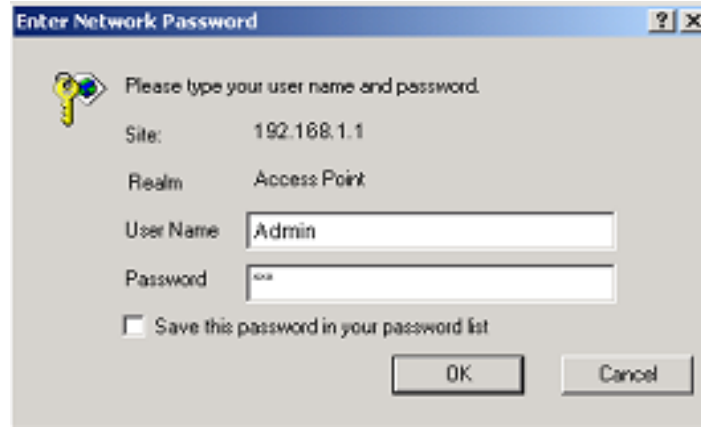 Enter Network Password
Please type your user name and password.
Site: 192.168.1.1
Realm Access Point
User Name Admin
Password ***
Save this password in your password list
OK Cancel